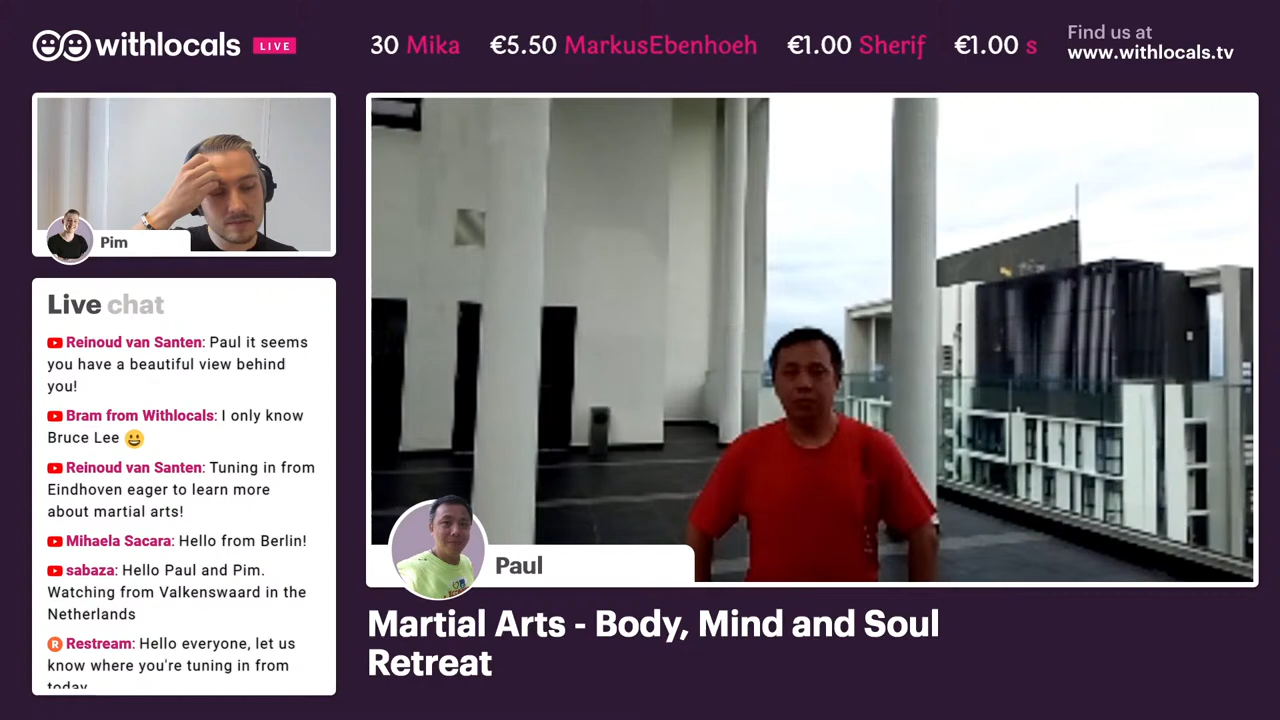 withlocals LIVE
30 Mika €5.50 MarkusEbenhoeh €1.00 Sherif €1.00 s
Find us at
www.withlocals.tv
Pim
Live chat
Reinoud van Santen: Paul it seems
you have a beautiful view behind
you!
Bram from Withlocals: I only know
Bruce Lee 😀
Reinoud van Santen: Tuning in from
Eindhoven eager to learn more
about martial arts!
Mihaela Sacara: Hello from Berlin!
sabaza: Hello Paul and Pim.
Watching from Valkenswaard in the
Netherlands
R Restream: Hello everyone, let us
know where you're tuning in from
today
Paul
Martial Arts - Body, Mind and Soul
Retreat